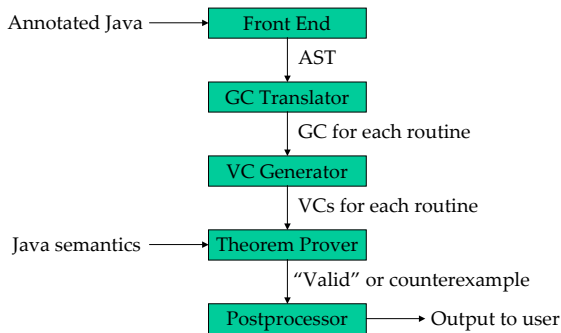 Annotated Java
Front End
AST
GC Translator
GC for each routine
VC Generator
VCs for each routine
Java semantics
Theorem Prover
“Valid” or counterexample
Postprocessor
Output to user